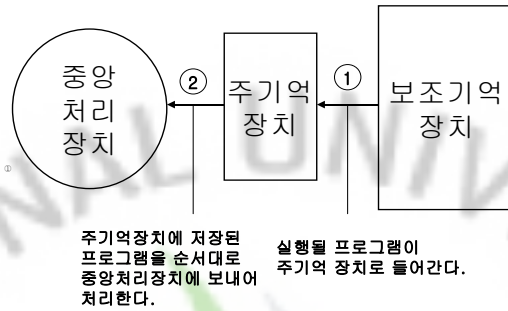 중앙
처리
장치
②
주기억
장치
①
보조기억
장치
주기억장치에 저장된
프로그램을 순서대로
중앙처리장치에 보내어
처리한다.
실행될 프로그램이
주기억 장치로 들어간다.
NAL UNIV